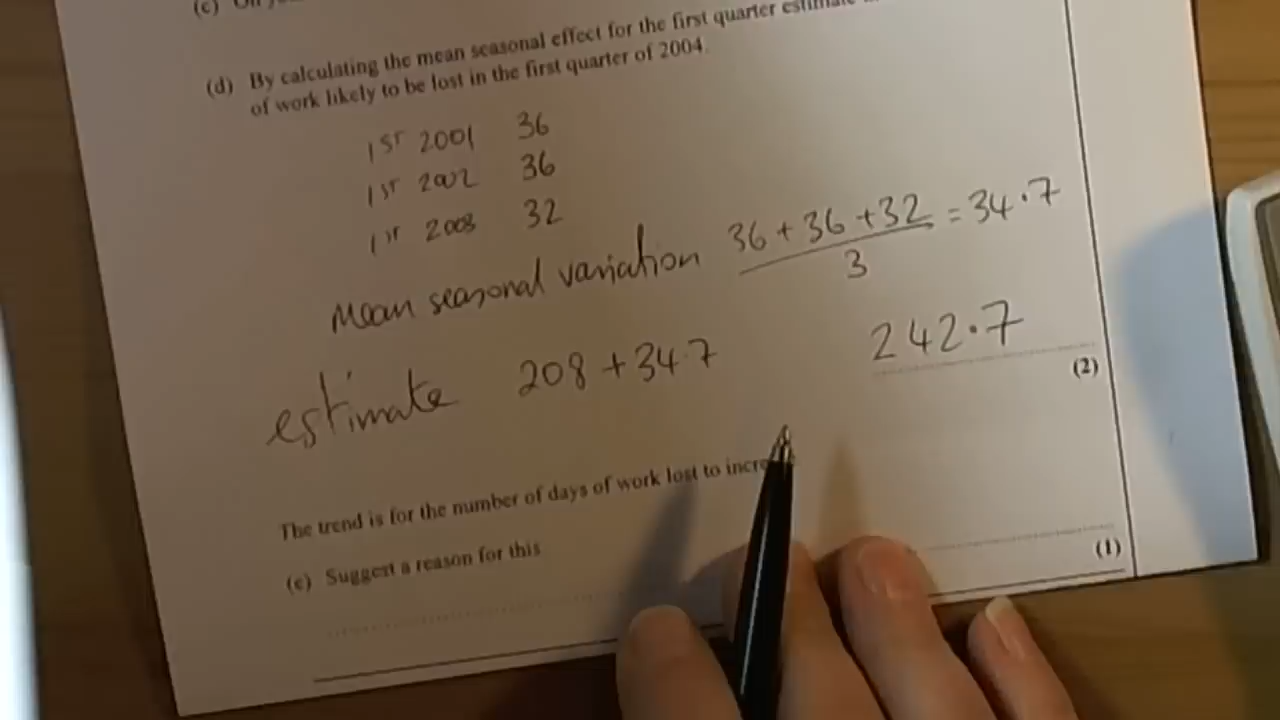 (c) On
(d) By calculating the mean seasonal effect for the first quarter estimate
of work likely to be lost in the first quarter of 2004.
1ST 2001 36
1ST 2002 36
1ST 2003 32
Mean seasonal variation 36 + 36 + 32 / 3 = 34.7
estimate 208 + 34.7 242.7
(2)
The trend is for the number of days of work lost to
(e) Suggest a reason for this
(1)